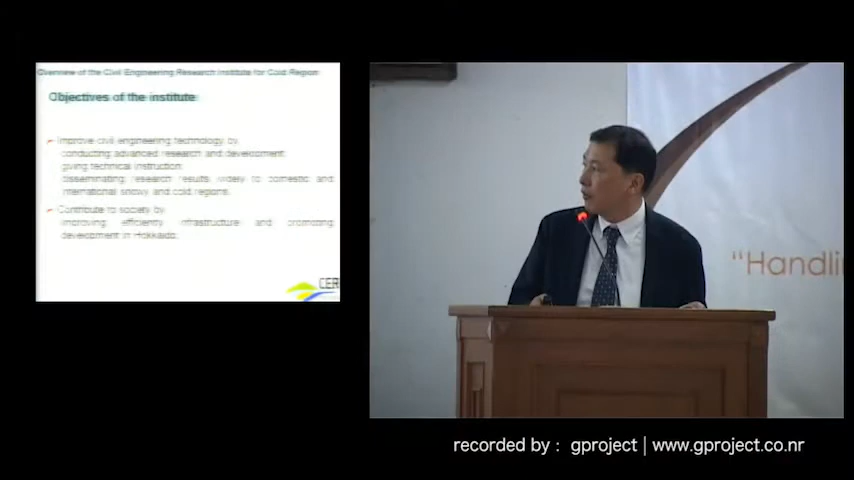 Overview of the Civil Engineering Research Institute for Cold Region
Objectives of the institute
Improve civil engineering technology by
conducting advanced research and development
giving technical instruction
disseminating research results widely to domestic and
international snowy and cold regions.
Contribute to society by
improving efficiently infrastructure and promoting
development in Hokkaido.
CER
“Handli
recorded by : gproject | www.gproject.co.nr